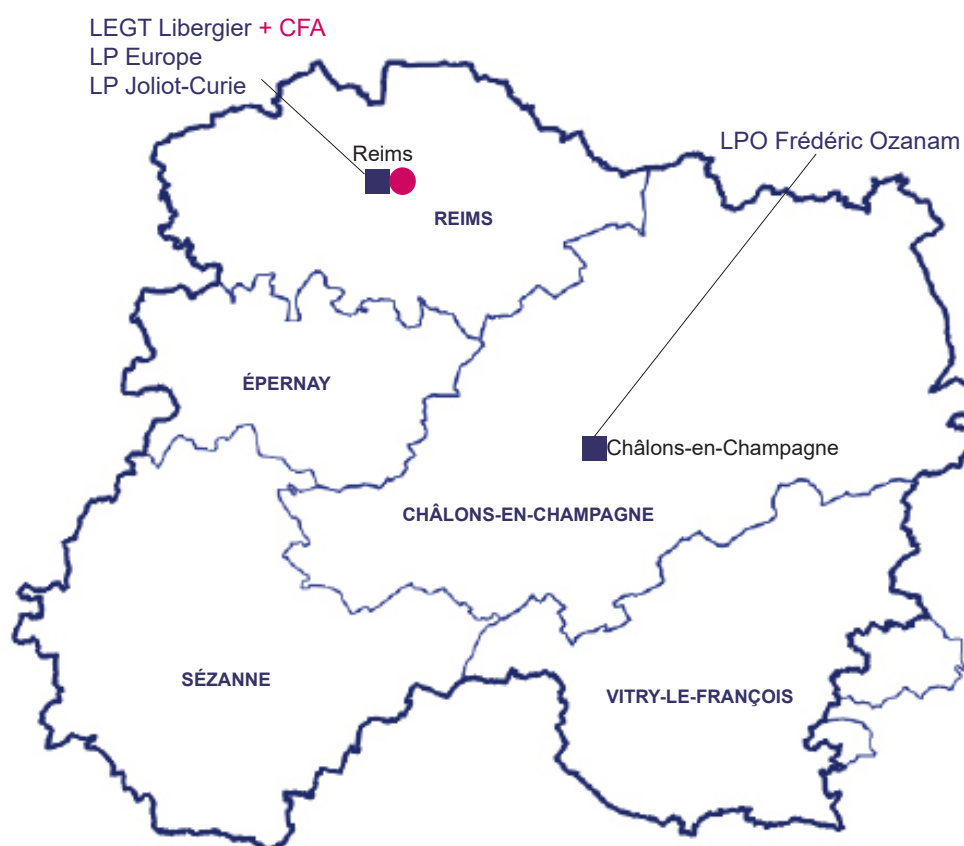 LEGT Libergier + CFA
LP Europe
LP Joliot-Curie
LPO Frédéric Ozanam
Reims
REIMS
ÉPERNAY
Châlons-en-Champagne
CHÂLONS-EN-CHAMPAGNE
SÉZANNE
VITRY-LE-FRANÇOIS